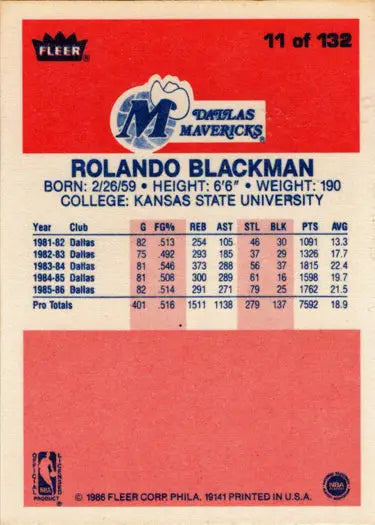 FLEER
11 of 132
M DALLAS
MAVERICKS
ROLANDO BLACKMAN
BORN: 2/26/59 • HEIGHT: 6'6" • WEIGHT: 190
COLLEGE: KANSAS STATE UNIVERSITY
Year Club G FG% REB AST STL BLK PTS AVG
1981-82 Dallas 82 .513 254 105 46 30 1091 13.3
1982-83 Dallas 75 .492 293 185 37 29 1326 17.7
1983-84 Dallas 81 .546 373 288 56 37 1815 22.4
1984-85 Dallas 81 .508 300 289 61 16 1598 19.7
1985-86 Dallas 82 .514 291 271 79 25 1762 21.5
Pro Totals 401 .516 1511 1138 279 137 7592 18.9
OFFICIAL LICENSED
NBA
PRODUCT
NBA
© 1986 FLEER CORP. PHILA. 19141 PRINTED IN U.S.A.